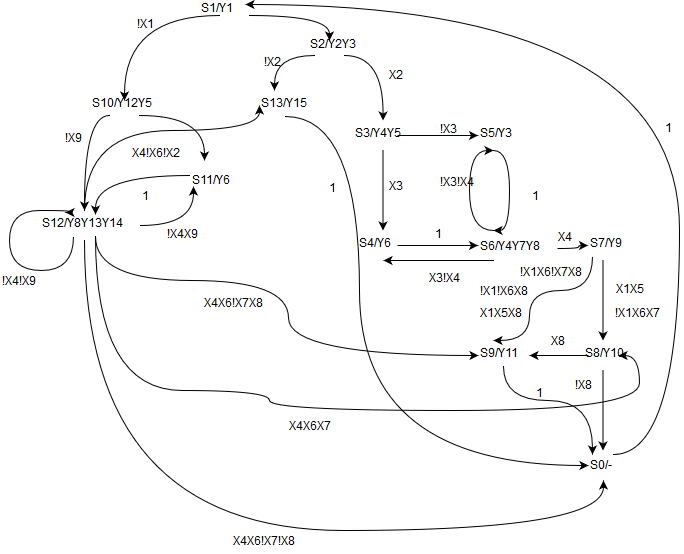 S1/Y1
!X1
S2/Y2Y3
!X2
X2
S10/Y12Y5
S13/Y15
1
!X9
X4!X6!X2
S3/Y4Y5
!X3
S5/Y3
S11/Y6
1
1
X3
!X3!X4
1
S12/Y8Y13Y14
!X4X9
S4/Y6
1
S6/Y4Y7Y8
X4
S7/Y9
!X4!X9
X3!X4
!X1X6!X7X8
!X1!X6X8
X1X5
X4X6!X7X8
X1X5X8
!X1X6X7
S9/Y11
X8
S8/Y10
1
!X8
X4X6X7
S0/-
X4X6!X7!X8